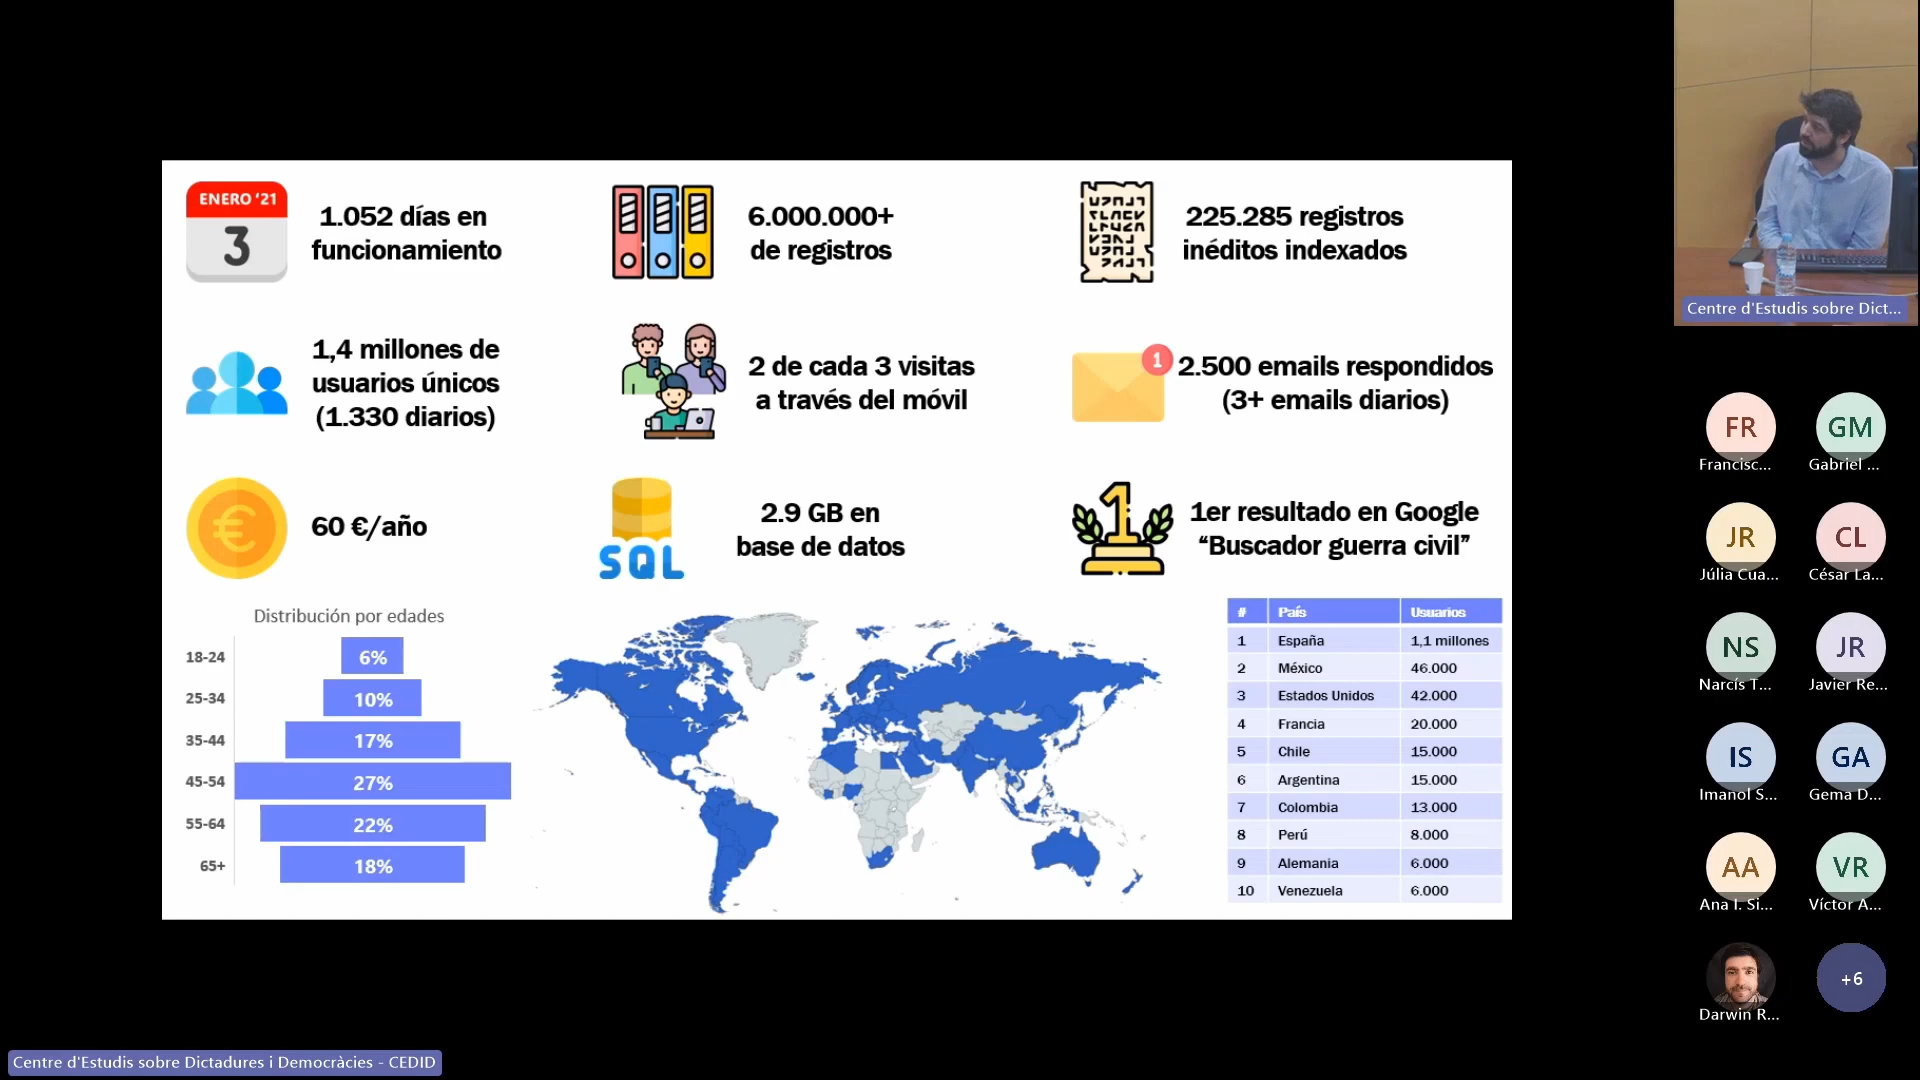 ENERO '21
3
1.052 días en
funcionamiento
6.000.000+
de registros
225.285 registros
inéditos indexados
1,4 millones de
usuarios únicos
(1.330 diarios)
2 de cada 3 visitas
a través del móvil
1
2.500 emails respondidos
(3+ emails diarios)
€
60 €/año
SQL
2.9 GB en
base de datos
1
1er resultado en Google
“Buscador guerra civil”
Distribución por edades
18-24 6%
25-34 10%
35-44 17%
45-54 27%
55-64 22%
65+ 18%
# País Usuarios
1 España 1,1 millones
2 México 46.000
3 Estados Unidos 42.000
4 Francia 20.000
5 Chile 15.000
6 Argentina 15.000
7 Colombia 13.000
8 Perú 8.000
9 Alemania 6.000
10 Venezuela 6.000
Centre d'Estudis sobre Dict...
FR GM
Francisc... Gabriel ...
JR CL
Júlia Cua... César La...
NS JR
Narcís T... Javier Re...
IS GA
Imanol S... Gema D...
AA VR
Ana I. Si... Víctor A...
+6
Darwin R...
Centre d'Estudis sobre Dictadures i Democràcies - CEDID